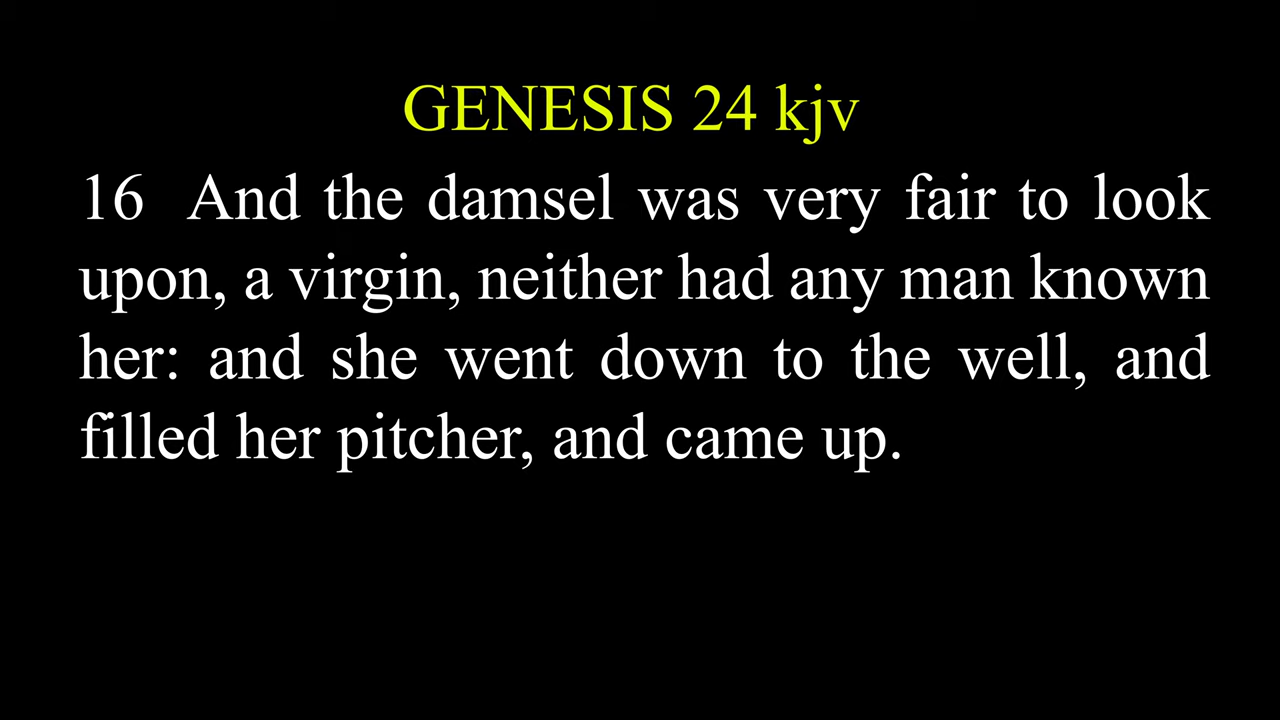 GENESIS 24 kjv
16 And the damsel was very fair to look
upon, a virgin, neither had any man known
her: and she went down to the well, and
filled her pitcher, and came up.